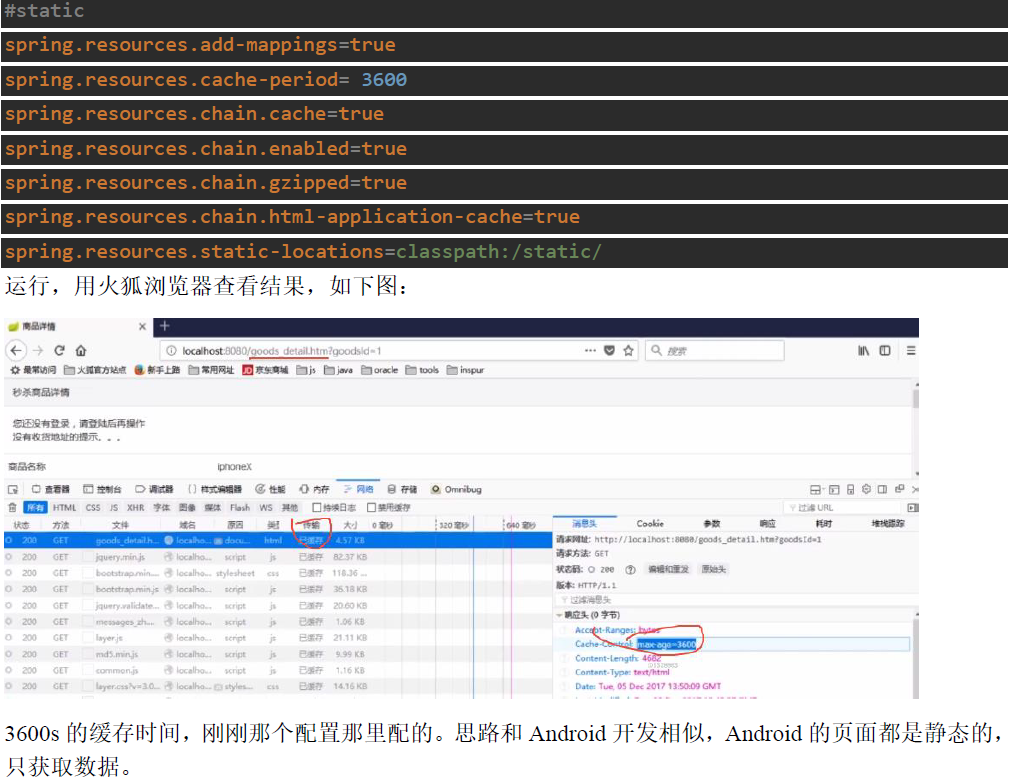 #static
spring.resources.add-mappings=true
spring.resources.cache-period= 3600
spring.resources.chain.cache=true
spring.resources.chain.enabled=true
spring.resources.chain.gzipped=true
spring.resources.chain.html-application-cache=true
spring.resources.static-locations=classpath:/static/
运行，用火狐浏览器查看结果，如下图：
商品详情
localhost:8080/goods_detail.htm?goodsId=1
搜索
最常访问 火狐官方站点 新手上路 常用网址 JD 京东商城 js java oracle tools inspur
秒杀商品详情
您还没有登录，请登陆后再操作
没有收货地址的提示。。。
商品名称 iphoneX
查看器 控制台 调试器 样式编辑器 性能 内存 网络 存储 Omnibug
所有 HTML CSS JS XHR 字体 图像 媒体 Flash WS 其他 持续日志 禁用缓存 过滤 URL
状态 方法 文件 域名 原因 类型 传输 大小 0 毫秒 320 毫秒 640 毫秒
200 GET goods_detail.h... localho... docu... html 已缓存 4.57 KB
200 GET jquery.min.js localho... script js 已缓存 82.37 KB
200 GET bootstrap.min.... localho... stylesheet css 已缓存 118.36 ...
200 GET bootstrap.min.js localho... script js 已缓存 36.18 KB
200 GET jquery.validate... localho... script js 已缓存 20.60 KB
200 GET messages_zh... localho... script js 已缓存 1.06 KB
200 GET layer.js localho... script js 已缓存 21.11 KB
200 GET md5.min.js localho... script js 已缓存 9.99 KB
200 GET common.js localho... script js 已缓存 1.16 KB
200 GET layer.css?v=3.0... localho... styles... css 已缓存 14.16 KB
消息头 Cookie 参数 响应 耗时 堆栈跟踪
请求网址: http://localhost:8080/goods_detail.htm?goodsId=1
请求方法: GET
状态码: 200 编辑和重发 原始头
版本: HTTP/1.1
过滤消息头
响应头 (0 字节)
Accept-Ranges: bytes
Cache-Control: max-age=3600
Content-Length: 4682
Content-Type: text/html
Date: Tue, 05 Dec 2017 13:50:09 GMT
3600s 的缓存时间，刚刚那个配置那里配的。思路和 Android 开发相似，Android 的页面都是静态的，
只获取数据。